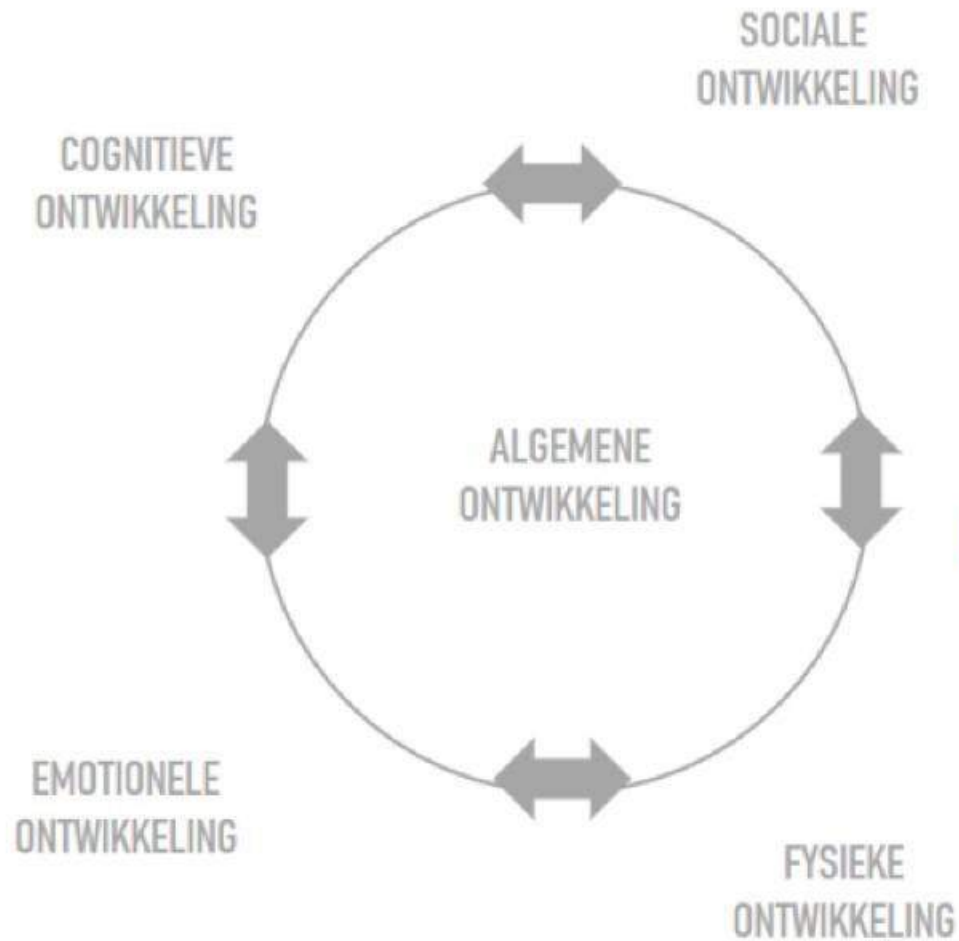 SOCIALE
ONTWIKKELING
COGNITIEVE
ONTWIKKELING
ALGEMENE
ONTWIKKELING
EMOTIONELE
ONTWIKKELING
FYSIEKE
ONTWIKKELING